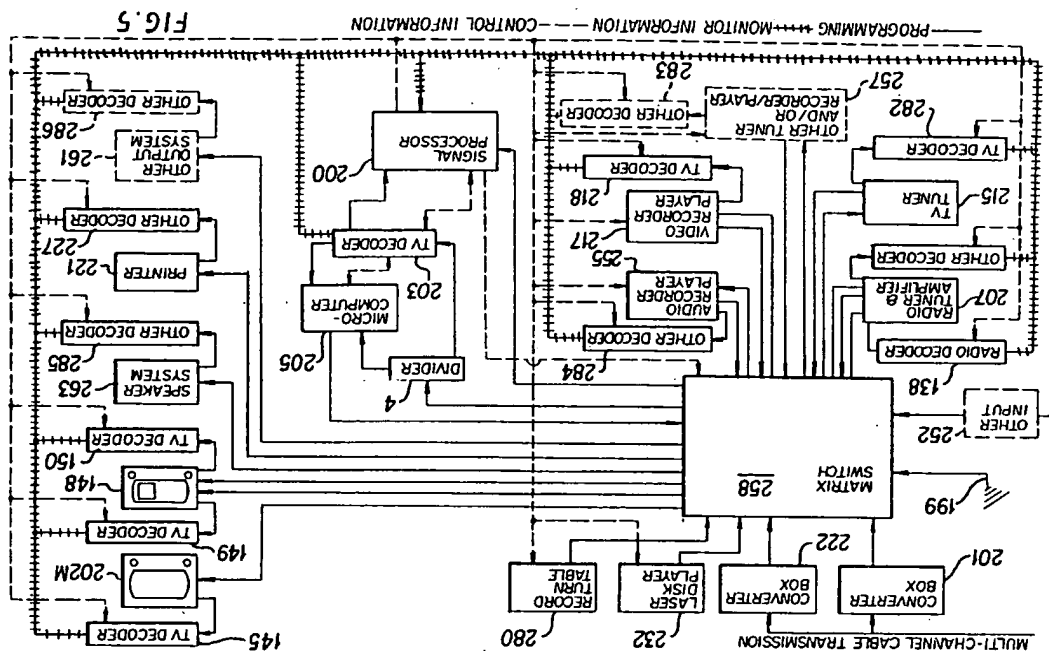 FIG. 5
PROGRAMMING
MONITOR INFORMATION
CONTROL INFORMATION
MULTI-CHANNEL CABLE TRANSMISSION
CONVERTER
BOX
201
CONVERTER
BOX
222
LASER
DISK
PLAYER
232
RECORD
TURN
TABLE
280
199
OTHER
INPUT
252
MATRIX
SWITCH
258
RADIO DECODER
138
RADIO
TUNER &
AMPLIFIER
207
OTHER DECODER
TV
TUNER
215
TV DECODER
282
OTHER DECODER
284
AUDIO
RECORDER
PLAYER
255
VIDEO
RECORDER
PLAYER
217
TV DECODER
218
OTHER TUNER
AND/OR
RECORDER/PLAYER
257
OTHER DECODER
283
DIVIDER
4
MICRO-
COMPUTER
205
TV DECODER
203
SIGNAL
PROCESSOR
200
TV DECODER
145
202M
TV DECODER
149
148
TV DECODER
150
SPEAKER
SYSTEM
263
OTHER DECODER
285
PRINTER
221
OTHER DECODER
227
OTHER
OUTPUT
SYSTEM
261
OTHER DECODER
286